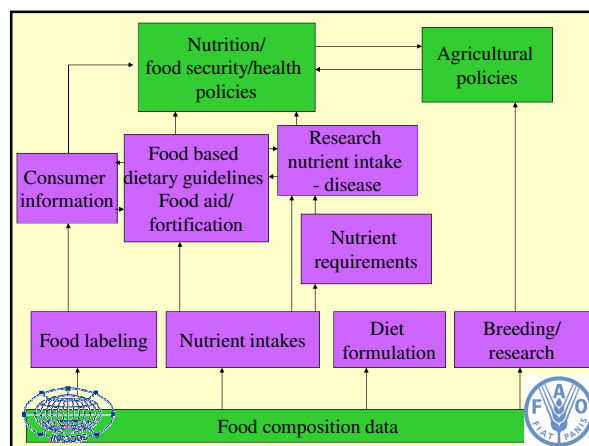 Nutrition/
food security/health
policies
Agricultural
policies
Consumer
information
Food based
dietary guidelines
Food aid/
fortification
Research
nutrient intake
- disease
Nutrient
requirements
Food labeling
Nutrient intakes
Diet
formulation
Breeding/
research
Food composition data
F A O
FIAT PANIS